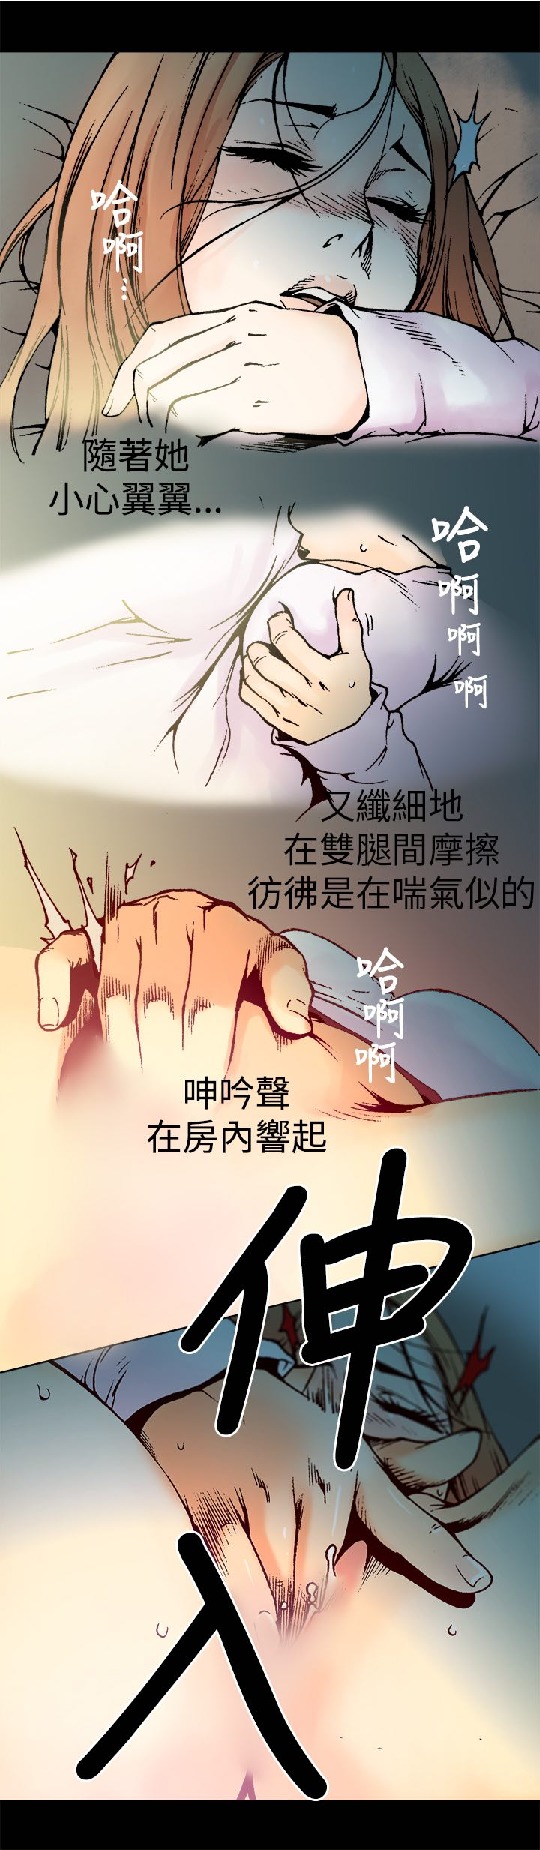 哈啊…
隨著她
小心翼翼...
哈啊啊啊
又纖細地
在雙腿間摩擦
彷彿是在喘氣似的
哈啊啊
呻吟聲
在房內響起
伸入